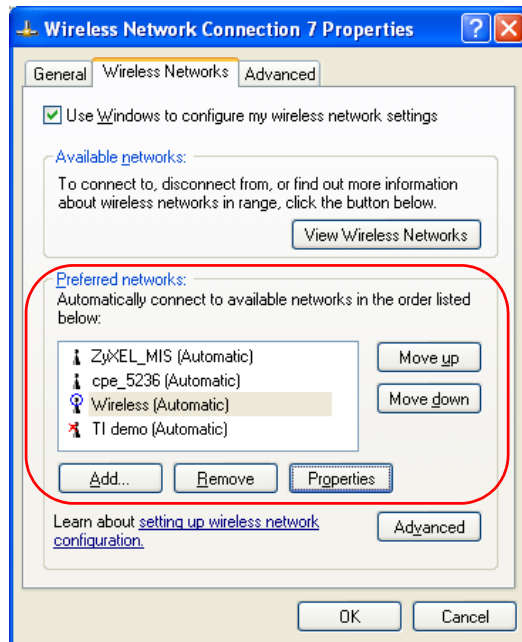 Wireless Network Connection 7 Properties
General
Wireless Networks
Advanced
Use Windows to configure my wireless network settings
Available networks:
To connect to, disconnect from, or find out more information
about wireless networks in range, click the button below.
View Wireless Networks
Preferred networks:
Automatically connect to available networks in the order listed
below:
ZyXEL_MIS (Automatic)
cpe_5236 (Automatic)
Wireless (Automatic)
TI demo (Automatic)
Move up
Move down
Add...
Remove
Properties
Learn about setting up wireless network
configuration.
Advanced
OK
Cancel